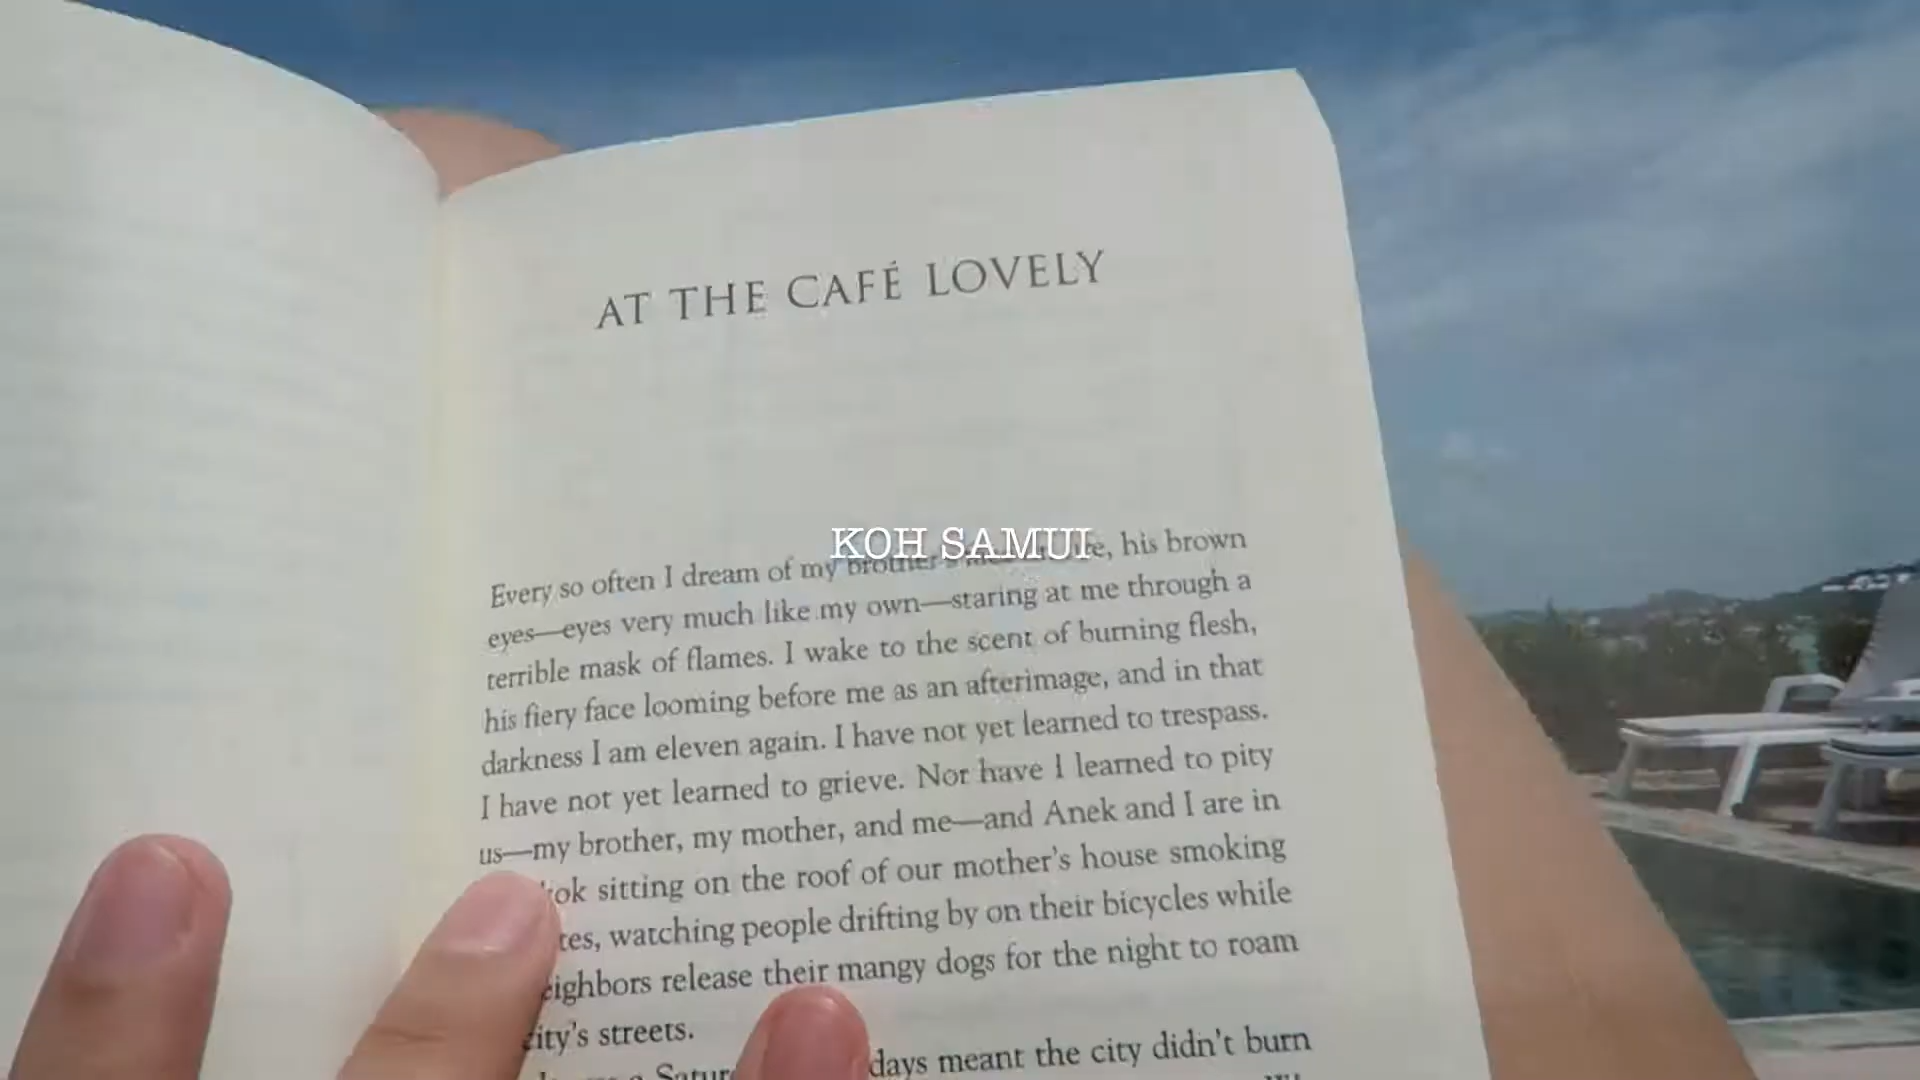 AT THE CAFÉ LOVELY
KOH SAMUI
Every so often I dream of my brother's his brown
eyes—eyes very much like my own—staring at me through a
terrible mask of flames. I wake to the scent of burning flesh,
his fiery face looming before me as an afterimage, and in that
darkness I am eleven again. I have not yet learned to trespass.
I have not yet learned to grieve. Nor have I learned to pity
us—my brother, my mother, and me—and Anek and I are in
sitting on the roof of our mother's house smoking
watching people drifting by on their bicycles while
release their mangy dogs for the night to roam
streets.
days meant the city didn't burn